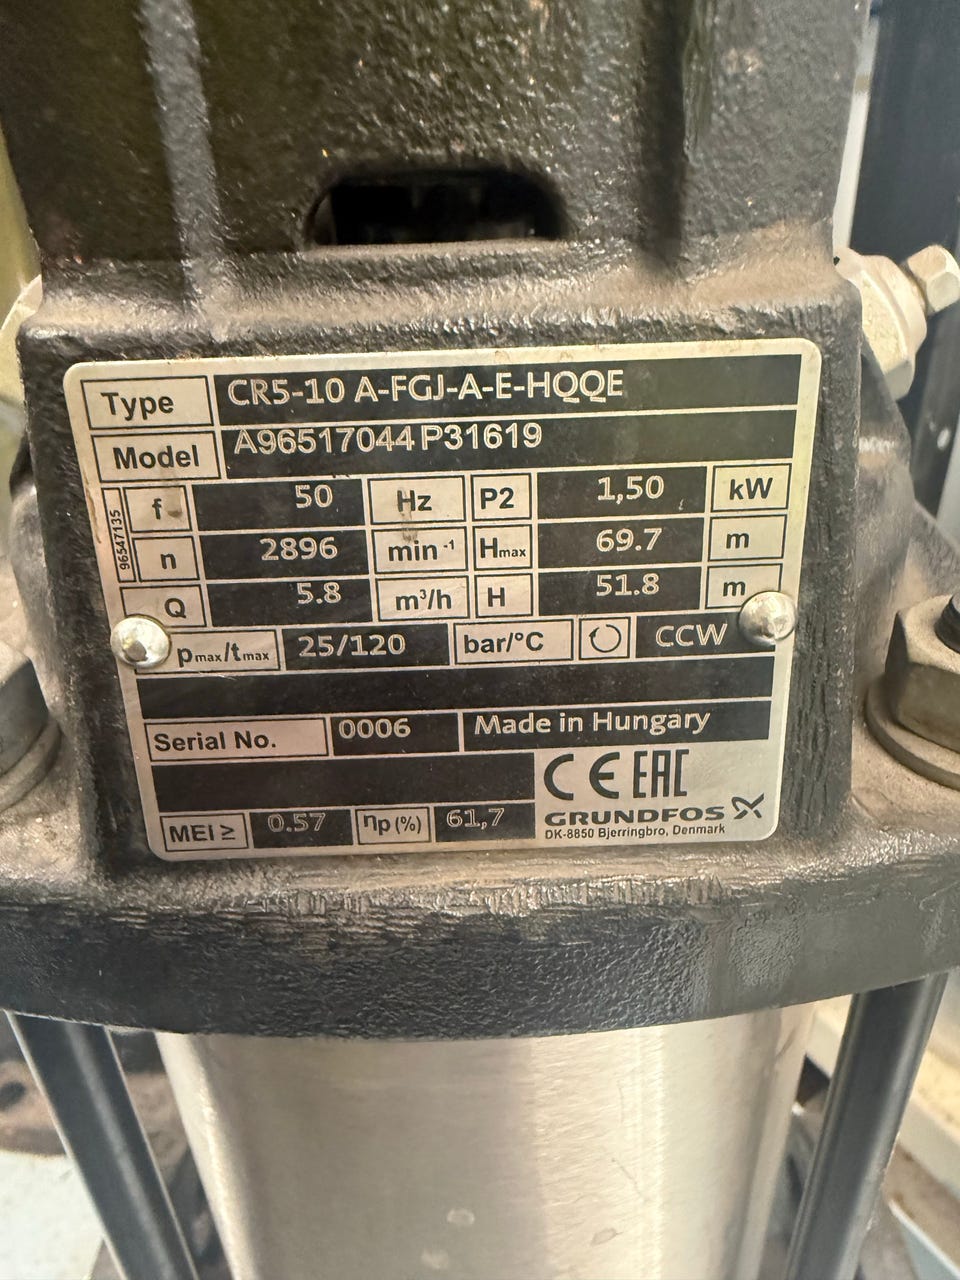 Type CR5-10 A-FGJ-A-E-HQQE
Model A96517044 P31619
96547135
f 50 Hz P2 1,50 kW
n 2896 min-¹ Hmax 69.7 m
Q 5.8 m³/h H 51.8 m
pmax/tmax 25/120 bar/°C CCW
Serial No. 0006 Made in Hungary
CE EAC
MEI ≥ 0.57 ηp(%) 61,7
GRUNDFOS
DK-8850 Bjerringbro, Denmark